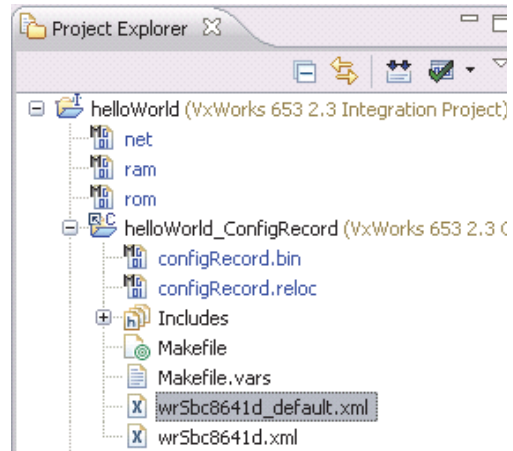 Project Explorer
helloWorld (VxWorks 653 2.3 Integration Project)
net
ram
rom
helloWorld_ConfigRecord (VxWorks 653 2.3
configRecord.bin
configRecord.reloc
Includes
Makefile
Makefile.vars
wrSbc8641d_default.xml
wrSbc8641d.xml